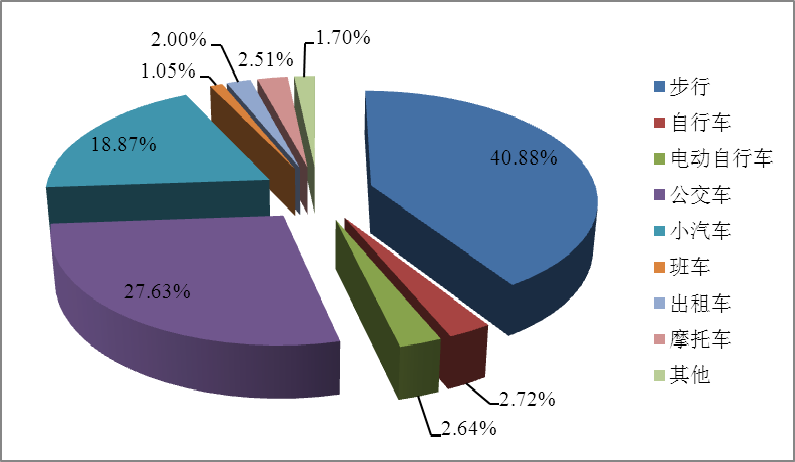 2.00%
2.51%
1.70%
1.05%
18.87%
40.88%
27.63%
2.72%
2.64%
步行
自行车
电动自行车
公交车
小汽车
班车
出租车
摩托车
其他